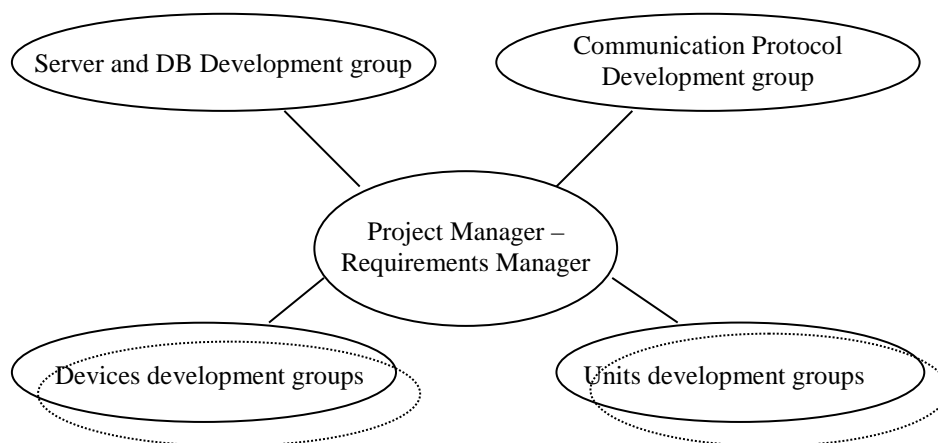 Server and DB Development group
Communication Protocol
Development group
Project Manager –
Requirements Manager
Devices development groups
Units development groups